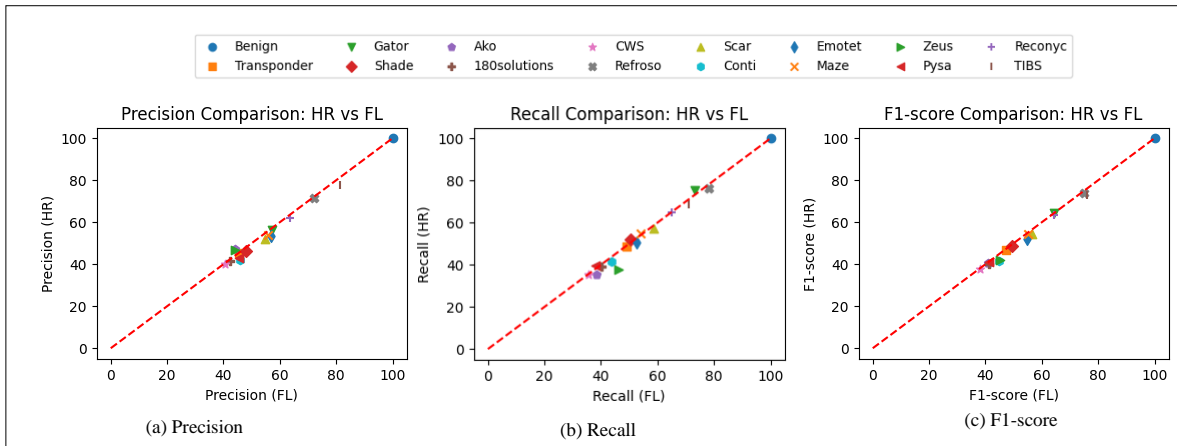 Benign Gator Ako CWS Scar Emotet Zeus Reconyc
Transponder Shade 180solutions Refroso Conti Maze Pysa TIBS
Precision Comparison: HR vs FL
100
80
60
40
20
0
Precision (HR)
0 20 40 60 80 100
Precision (FL)
(a) Precision
Recall Comparison: HR vs FL
100
80
60
40
20
0
Recall (HR)
0 20 40 60 80 100
Recall (FL)
(b) Recall
F1-score Comparison: HR vs FL
100
80
60
40
20
0
F1-score (HR)
0 20 40 60 80 100
F1-score (FL)
(c) F1-score